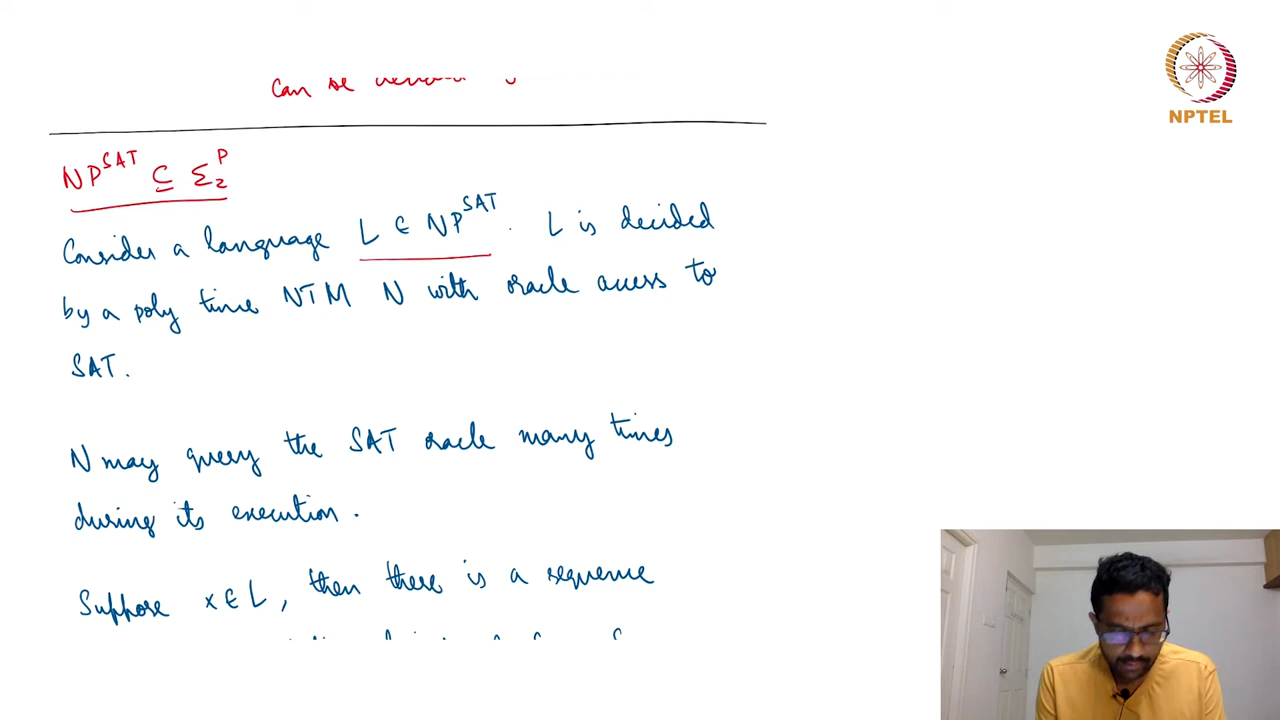 can be
NPTEL
NP^SAT ⊆ Σ₂^P
Consider a language L ∈ NP^SAT. L is decided
by a poly time NTM N with oracle access to
SAT.
N may query the SAT oracle many times
during its execution.
Suppose x ∈ L, then there is a sequence